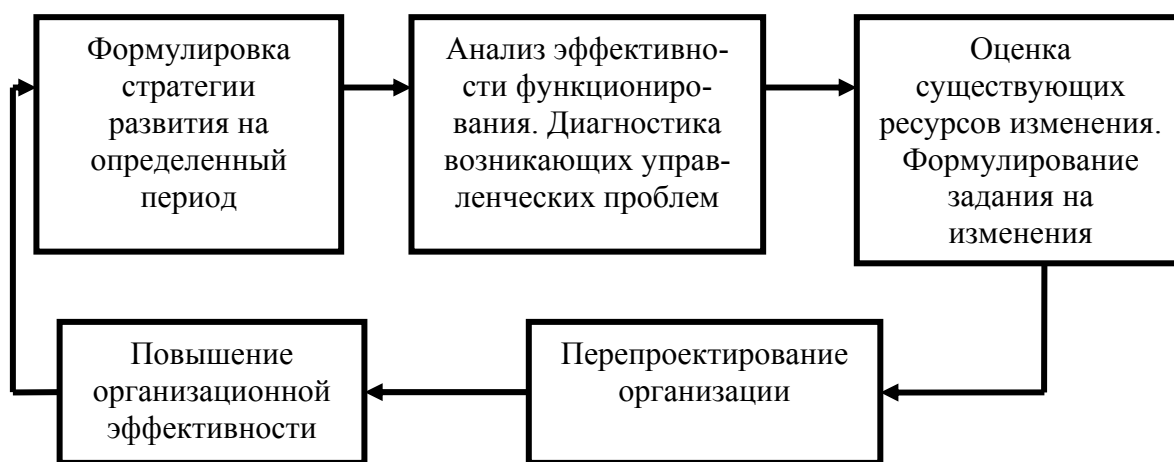 Формулировка
стратегии
развития на
определенный
период
Анализ эффективно-
сти функциониро-
вания. Диагностика
возникающих управ-
ленческих проблем
Оценка
существующих
ресурсов изменения.
Формулирование
задания на
изменения
Повышение
организационной
эффективности
Перепроектирование
организации